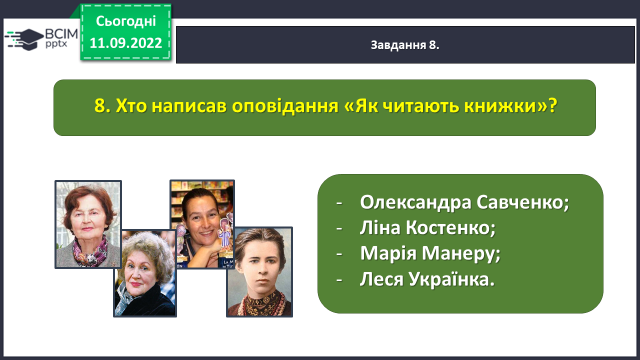 Сьогодні
11.09.2022
BCIM
pptx
Завдання 8.
8. Хто написав оповідання «Як читають книжки»?
- Олександра Савченко;
- Ліна Костенко;
- Марія Манеру;
- Леся Українка.